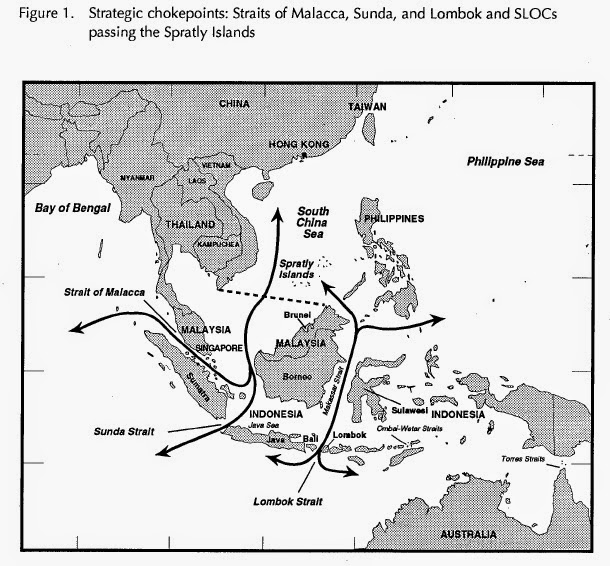 Figure 1. Strategic chokepoints: Straits of Malacca, Sunda, and Lombok and SLOCs
passing the Spratly Islands
CHINA
TAIWAN
HONG KONG
Philippine Sea
MYANMAR
VIETNAM
LAOS
Bay of Bengal
South
China
Sea
PHILIPPINES
THAILAND
KAMPUCHEA
Spratly
Islands
Strait of Malacca
Brunei
MALAYSIA
SINGAPORE
MALAYSIA
Borneo
Sumatra
Makassar Strait
INDONESIA
Java Sea
Sulawesi
INDONESIA
Ombai-Wetar Straits
Sunda Strait
Java
Bali
Lombok
Torres Straits
Lombok Strait
AUSTRALIA